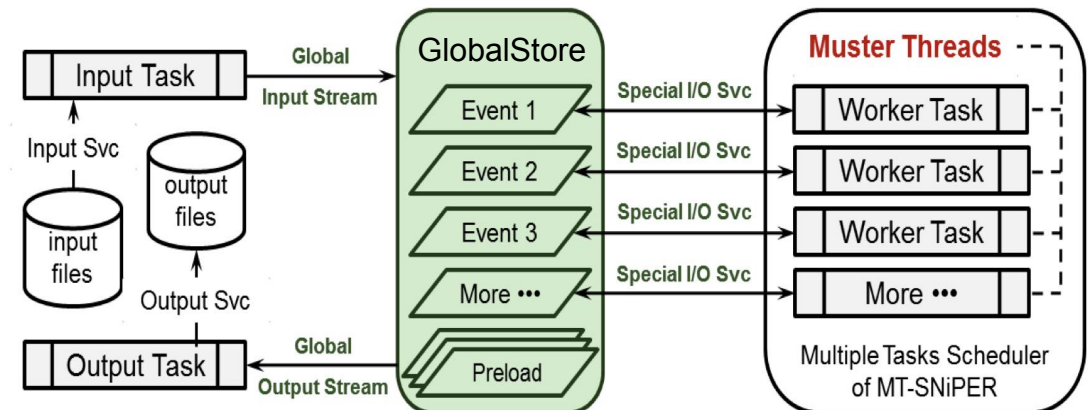 Input Task
Input Svc
input
files
output
files
Output Svc
Output Task
Global
Input Stream
Global
Output Stream
GlobalStore
Event 1
Event 2
Event 3
More •••
Preload
Special I/O Svc
Special I/O Svc
Special I/O Svc
Special I/O Svc
Muster Threads
Worker Task
Worker Task
Worker Task
More •••
Multiple Tasks Scheduler
of MT-SNiPER